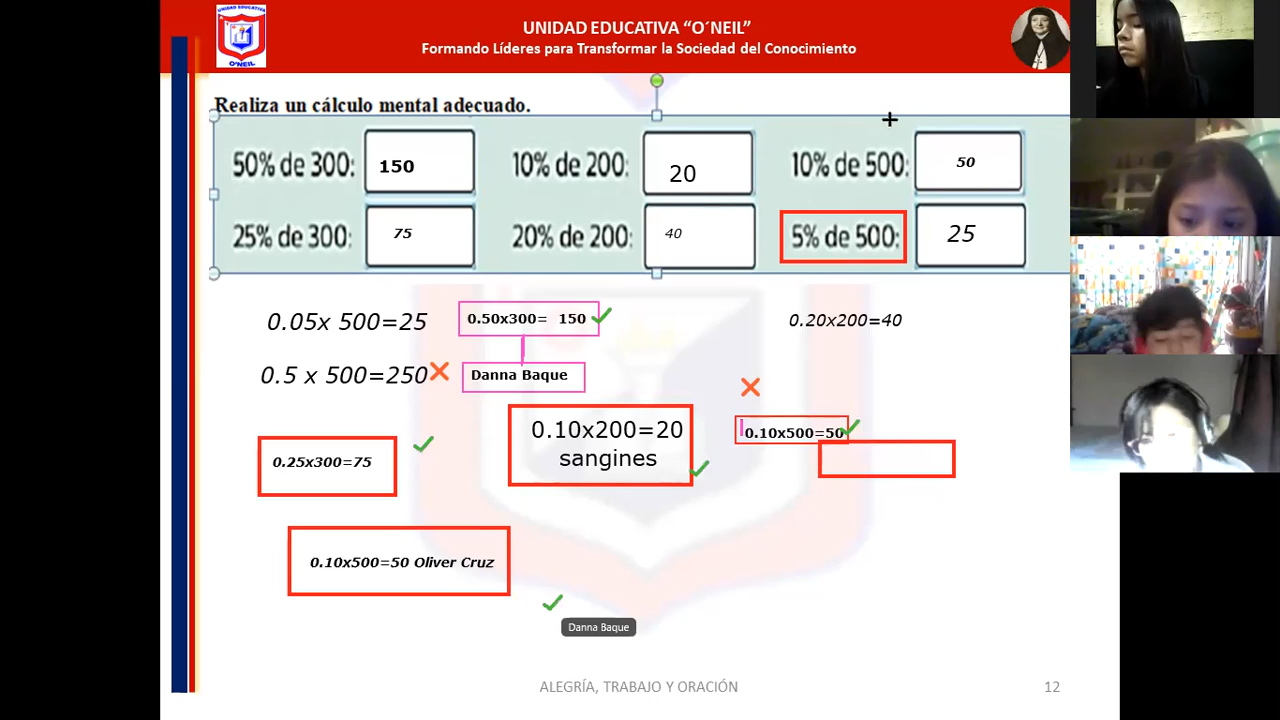 UNIDAD EDUCATIVA
O'NEIL
UNIDAD EDUCATIVA “O´NEIL”
Formando Líderes para Transformar la Sociedad del Conocimiento
Realiza un cálculo mental adecuado.
50% de 300: 150 10% de 200: 20 10% de 500: 50
25% de 300: 75 20% de 200: 40 5% de 500: 25
0.05x 500=25 0.50x300= 150 0.20x200=40
0.5 x 500=250 Danna Baque
0.10x200=20
sangines
0.10x500=50
0.25x300=75
0.10x500=50 Oliver Cruz
Danna Baque
ALEGRÍA, TRABAJO Y ORACIÓN 12